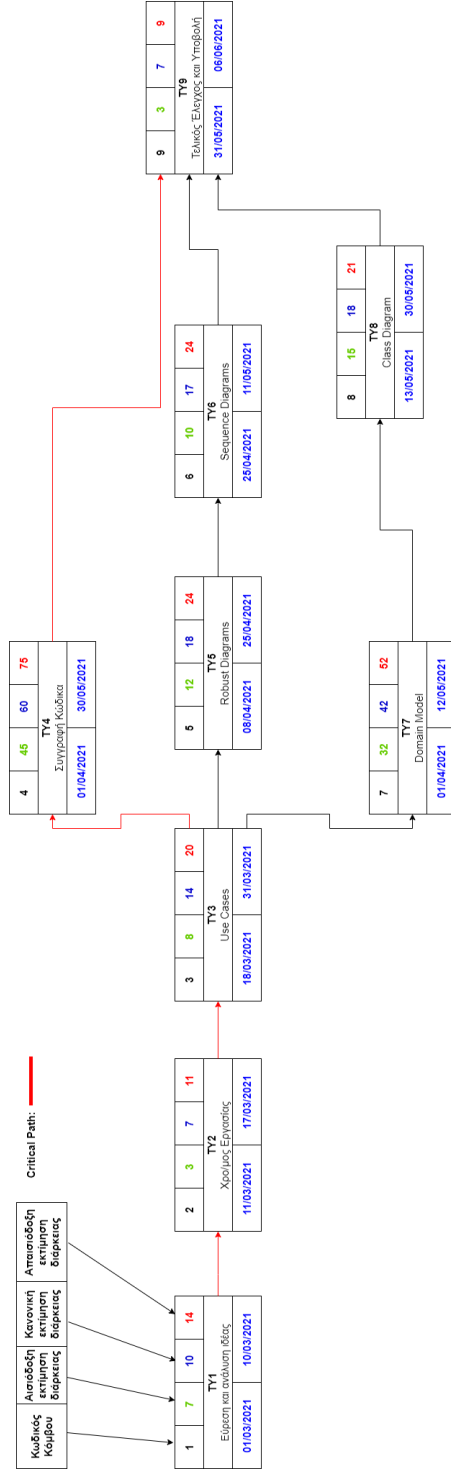 Κωδικός
Κόμβου
Αισιόδοξη
εκτίμηση
διάρκειας
Κανονική
εκτίμηση
διάρκειας
Απαισιόδοξη
εκτίμηση
διάρκειας
Critical Path:
1 7 10 14
TY1
Εύρεση και ανάλυση ιδέας
01/03/2021 10/03/2021
2 3 7 11
TY2
Χρο/μος Εργασίας
11/03/2021 17/03/2021
3 8 14 20
TY3
Use Cases
18/03/2021 31/03/2021
4 45 60 75
TY4
Συγγραφή Κώδικα
01/04/2021 30/05/2021
5 12 18 24
TY5
Robust Diagrams
08/04/2021 25/04/2021
6 10 17 24
TY6
Sequence Diagrams
25/04/2021 11/05/2021
7 32 42 52
TY7
Domain Model
01/04/2021 12/05/2021
8 15 18 21
TY8
Class Diagram
13/05/2021 30/05/2021
9 3 7 9
TY9
Τελικός Έλεγχος και Υποβολή
31/05/2021 06/06/2021